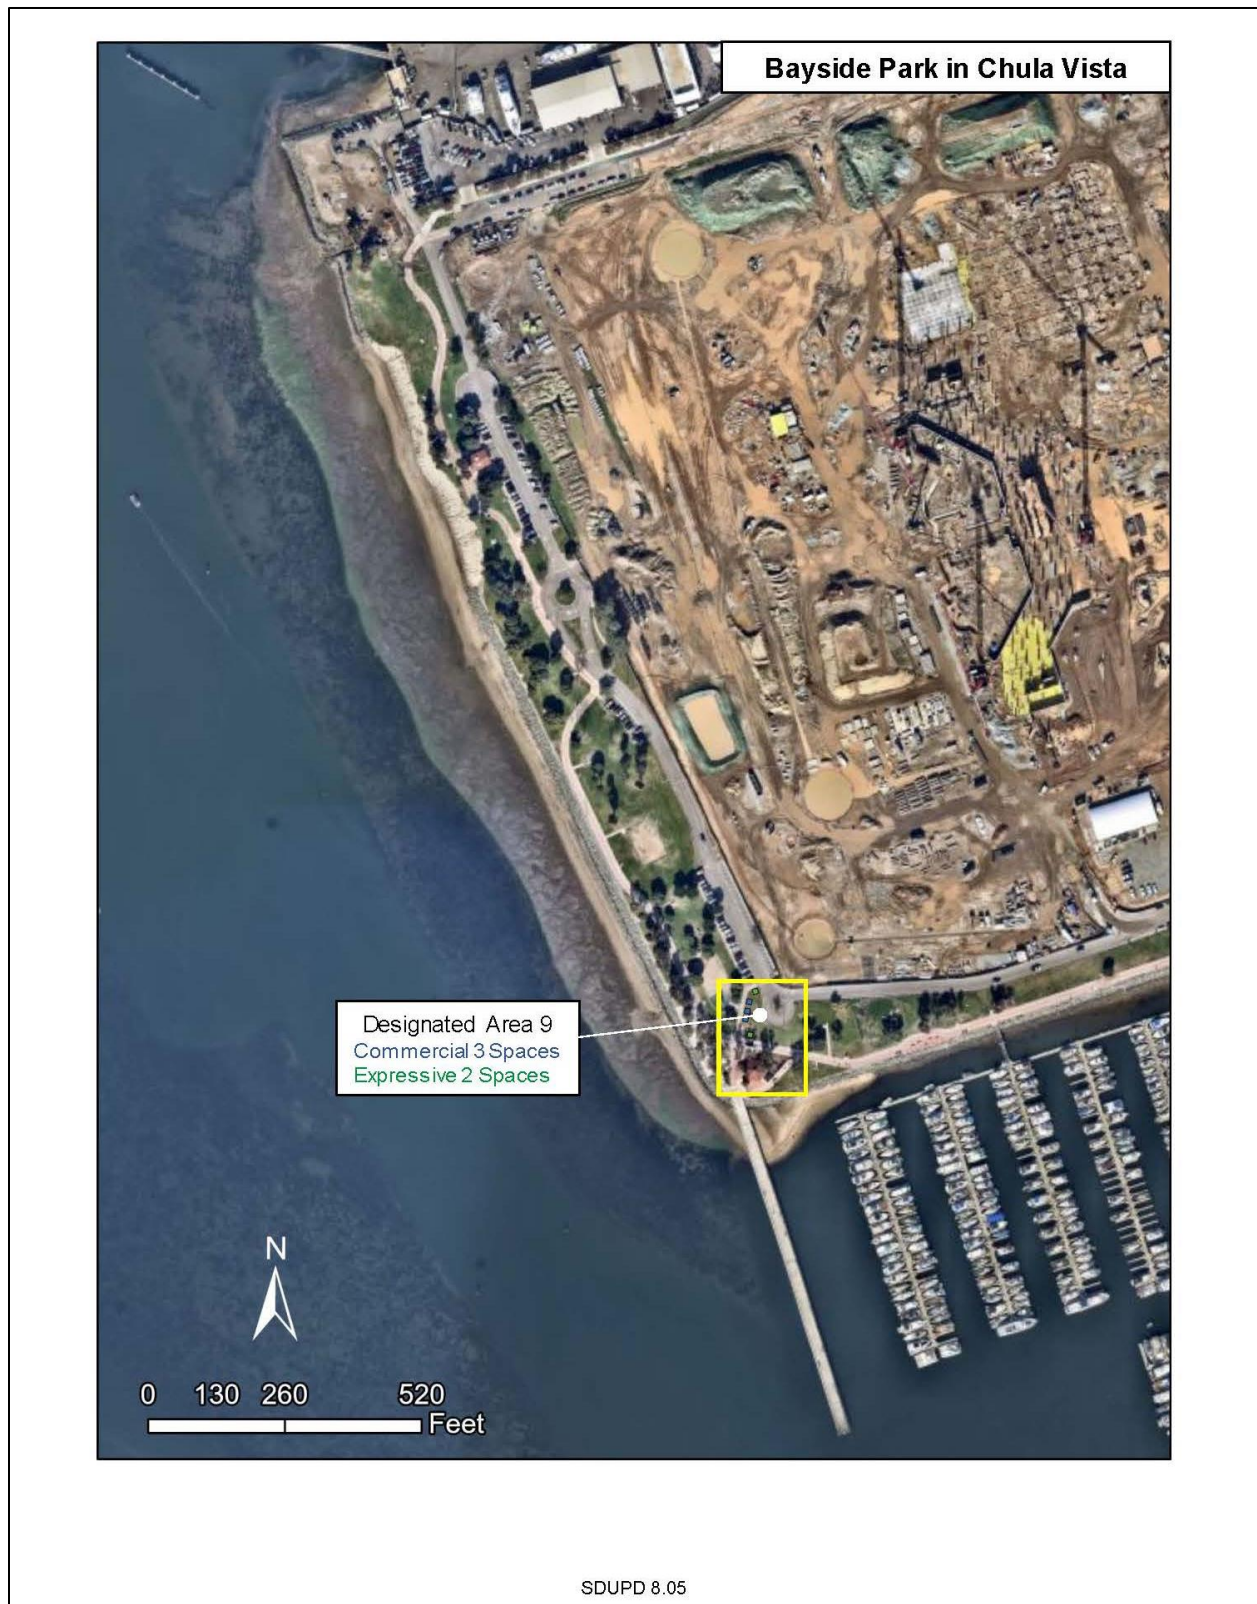 Bayside Park in Chula Vista
Designated Area 9
Commercial 3 Spaces
Expressive 2 Spaces
N
0 130 260 520
Feet
SDUPD 8.05